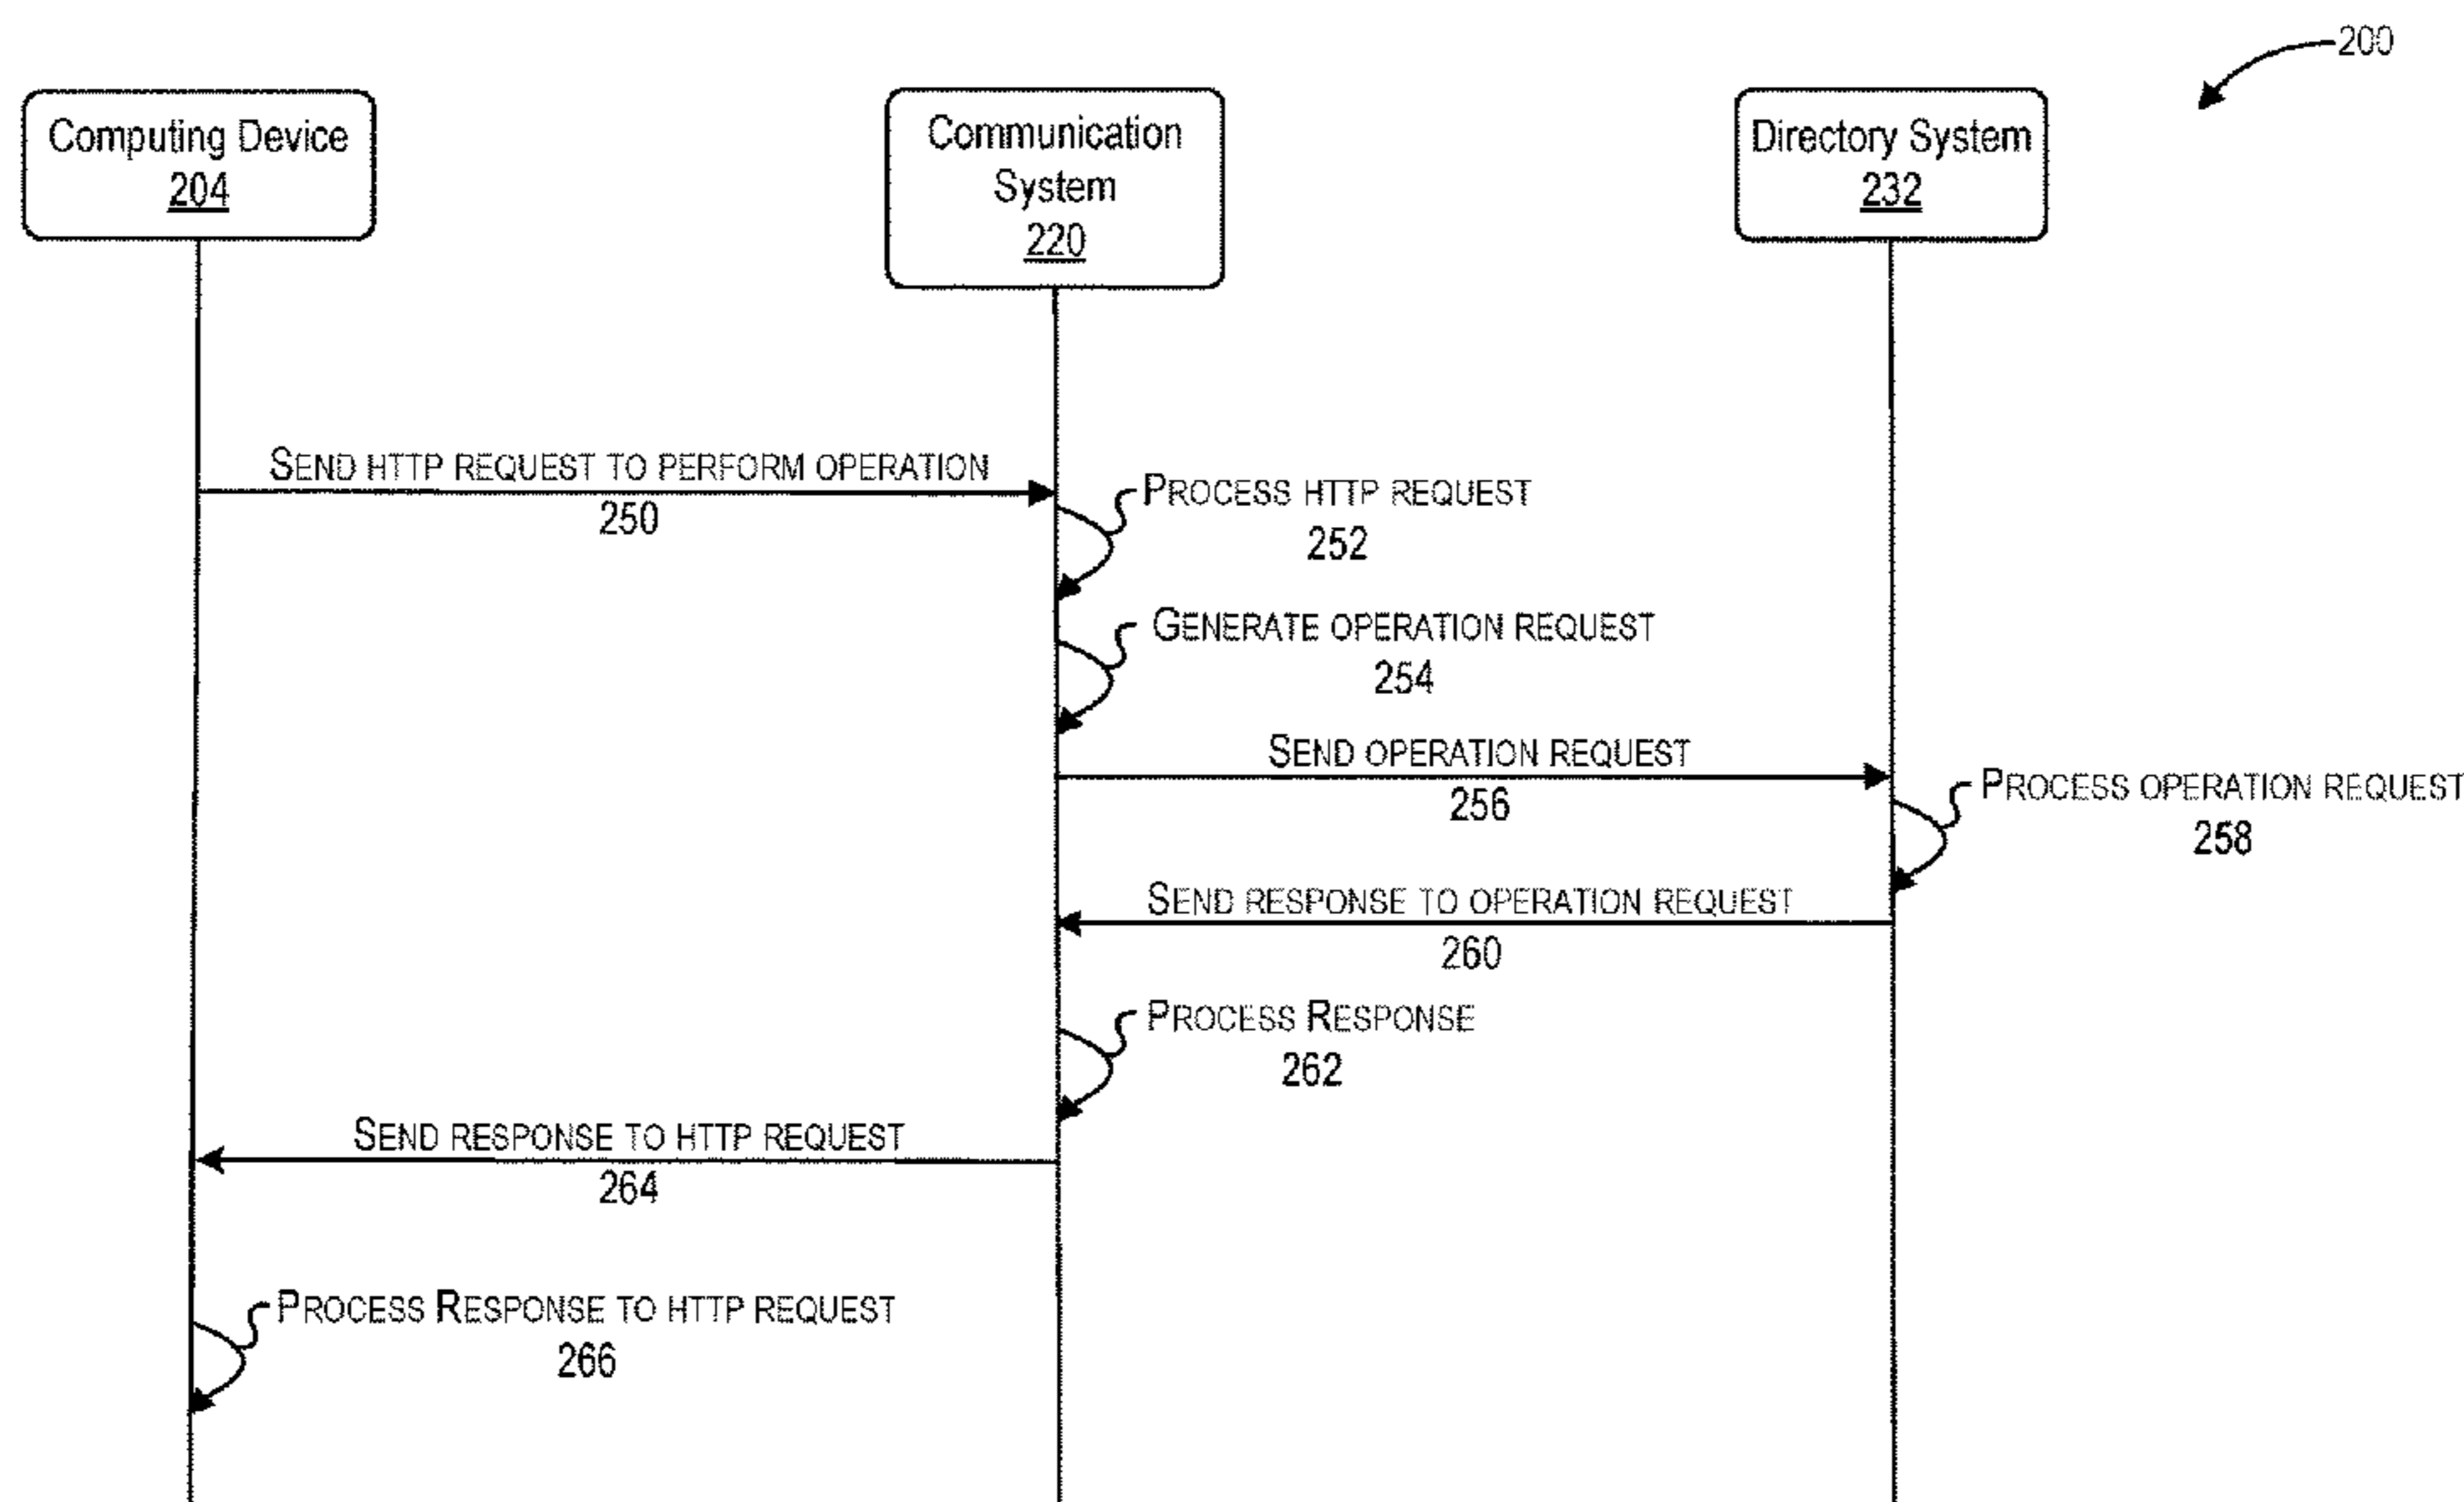 200
Computing Device
204
Communication
System
220
Directory System
232
SEND HTTP REQUEST TO PERFORM OPERATION
250
PROCESS HTTP REQUEST
252
GENERATE OPERATION REQUEST
254
SEND OPERATION REQUEST
256
PROCESS OPERATION REQUEST
258
SEND RESPONSE TO OPERATION REQUEST
260
PROCESS RESPONSE
262
SEND RESPONSE TO HTTP REQUEST
264
PROCESS RESPONSE TO HTTP REQUEST
266